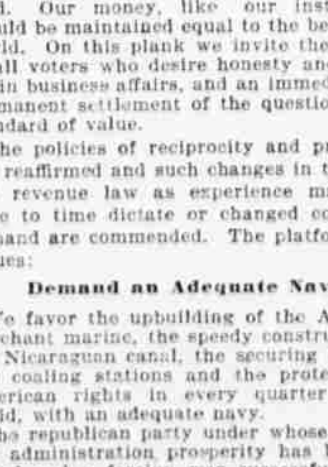 d. Our money, like our inst
uld be maintained equal to the be
ld. On this plank we invite the
all voters who desire honesty and
in business affairs, and an immed
manent settlement of the question
ndard of value.
he policies of reciprocity and pr
reaffirmed and such changes in t
revenue law as experience m
e to time dictate or changed co
mand are commended. The platfo
ues:
Demand an Adequate Nav
e favor the upbuilding of the A
chant marine, the speedy constru
Nicaraguan canal, the securing
coaling stations and the prote
erican rights in every quarter
ld, with an adequate navy.
he republican party under whose
administration prosperity has